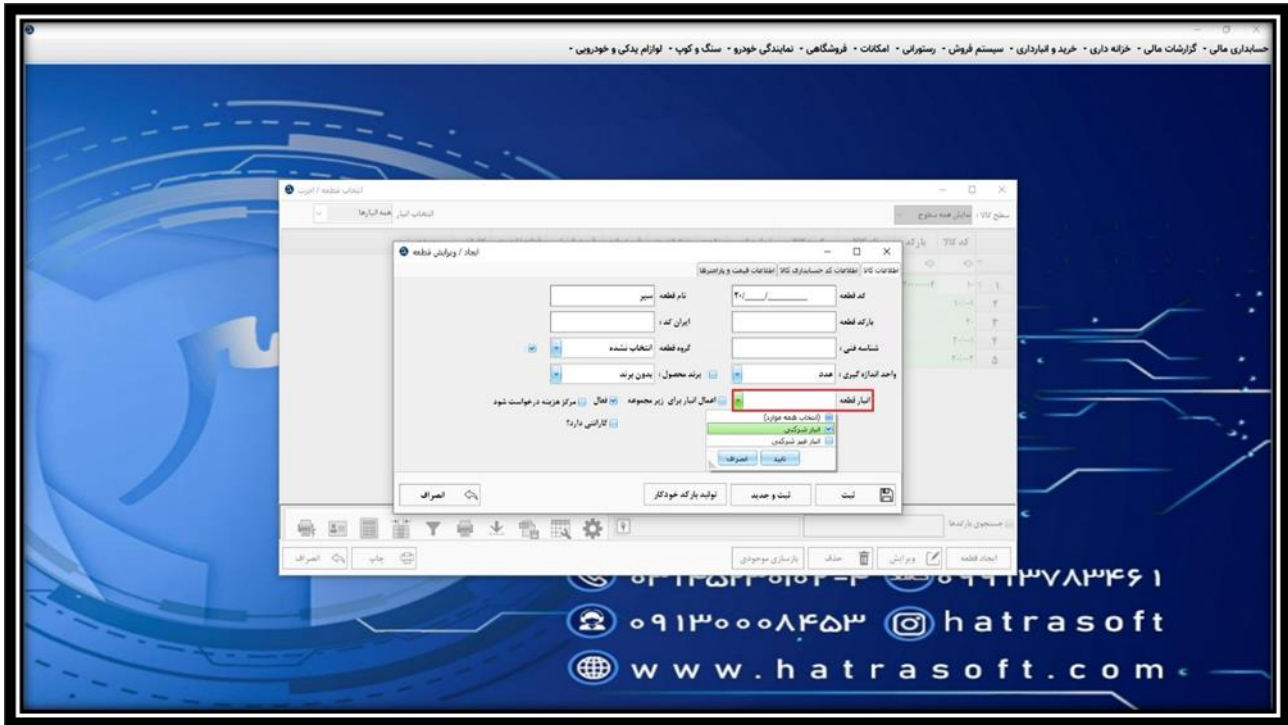 حسابداری مالی - گزارشات مالی - خزانه داری - خرید و انبارداری - سیستم فروش - رستورانی - امکانات - فروشگاهی - نمایندگی خودرو - سنگ و کوپ - لوازم یدکی و خودرویی -
انتخاب قطعه / اجرت
سطح کالا : نمایش همه سطوح
انتخاب انبار همه انبارها
کد کالا بارکد
ایجاد / ویرایش قطعه
اطلاعات کالا اطلاعات کد حسابداری کالا اطلاعات قیمت و پارامترها
کد قطعه ۲۰/____/________ نام قطعه سپر
بارکد قطعه ایران کد :
شناسه فنی : گروه قطعه انتخاب نشده
واحد اندازه گیری : عدد برند محصول : بدون برند
انبار قطعه اعمال انبار برای زیر مجموعه فعال مرکز هزینه درخواست شود
(انتخاب همه موارد)
گارانتی دارد؟
انبار شرکتی
انبار غیر شرکتی
تایید انصراف
ثبت ثبت و جدید تولید بارکد خودکار انصراف
جستجوی بارکدها
ایجاد قطعه ویرایش حذف بازسازی موجودی چاپ انصراف
۰۹۱۳۰۰۰۸۴۵۳ hatrasoft
www.hatrasoft.com